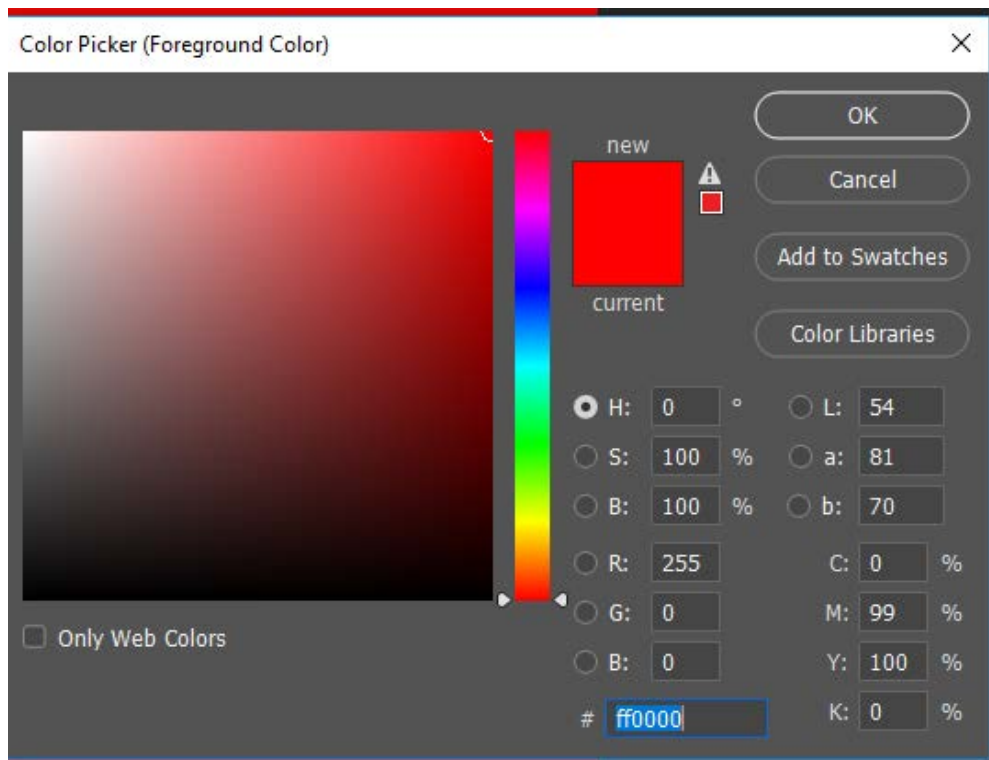 Color Picker (Foreground Color)
OK
new
Cancel
Add to Swatches
current
Color Libraries
H: 0 °
L: 54
S: 100 %
a: 81
B: 100 %
b: 70
R: 255
C: 0 %
G: 0
M: 99 %
B: 0
Y: 100 %
# ff0000
K: 0 %
Only Web Colors